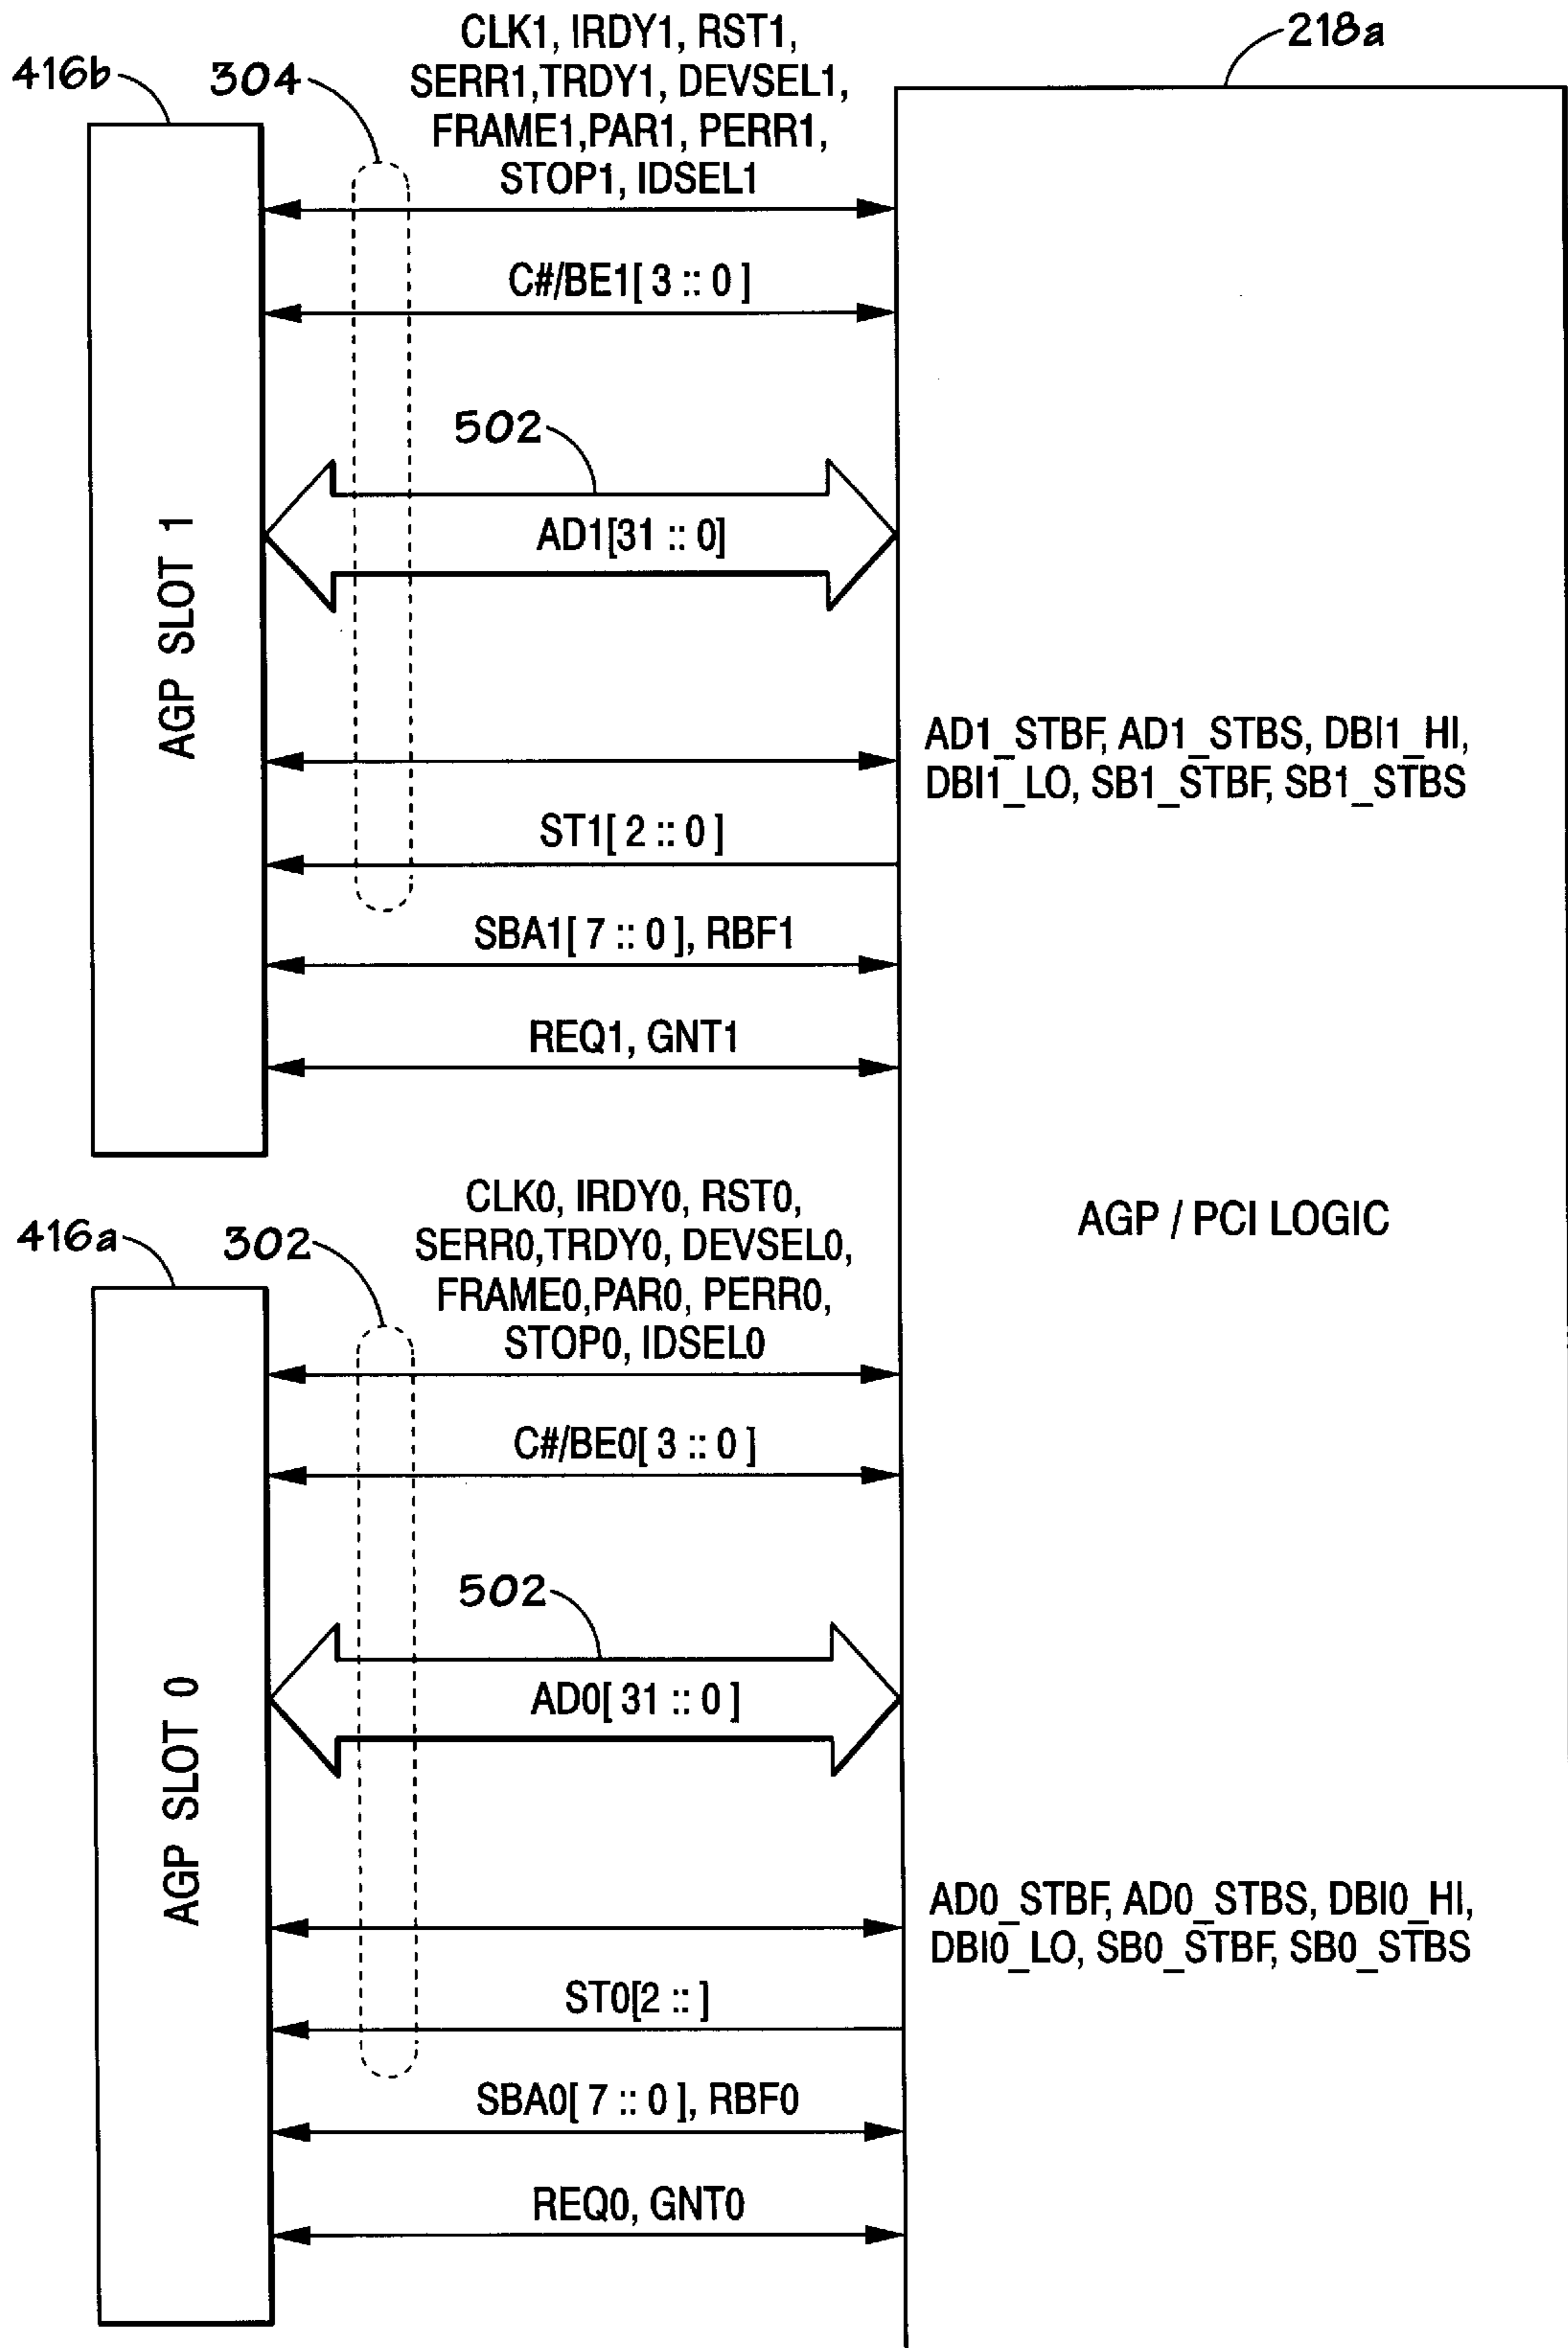 218a
416b
304
CLK1, IRDY1, RST1,
SERR1,TRDY1, DEVSEL1,
FRAME1,PAR1, PERR1,
STOP1, IDSEL1
C#/BE1[ 3 :: 0 ]
502
AD1[31 :: 0]
AGP SLOT 1
AD1_STBF, AD1_STBS, DBI1_HI,
DBI1_LO, SB1_STBF, SB1_STBS
ST1[ 2 :: 0 ]
SBA1[ 7 :: 0 ], RBF1
REQ1, GNT1
AGP / PCI LOGIC
416a
302
CLK0, IRDY0, RST0,
SERR0,TRDY0, DEVSEL0,
FRAME0,PAR0, PERR0,
STOP0, IDSEL0
C#/BE0[ 3 :: 0 ]
502
AD0[ 31 :: 0 ]
AGP SLOT 0
AD0_STBF, AD0_STBS, DBI0_HI,
DBI0_LO, SB0_STBF, SB0_STBS
ST0[2 :: ]
SBA0[ 7 :: 0 ], RBF0
REQ0, GNT0